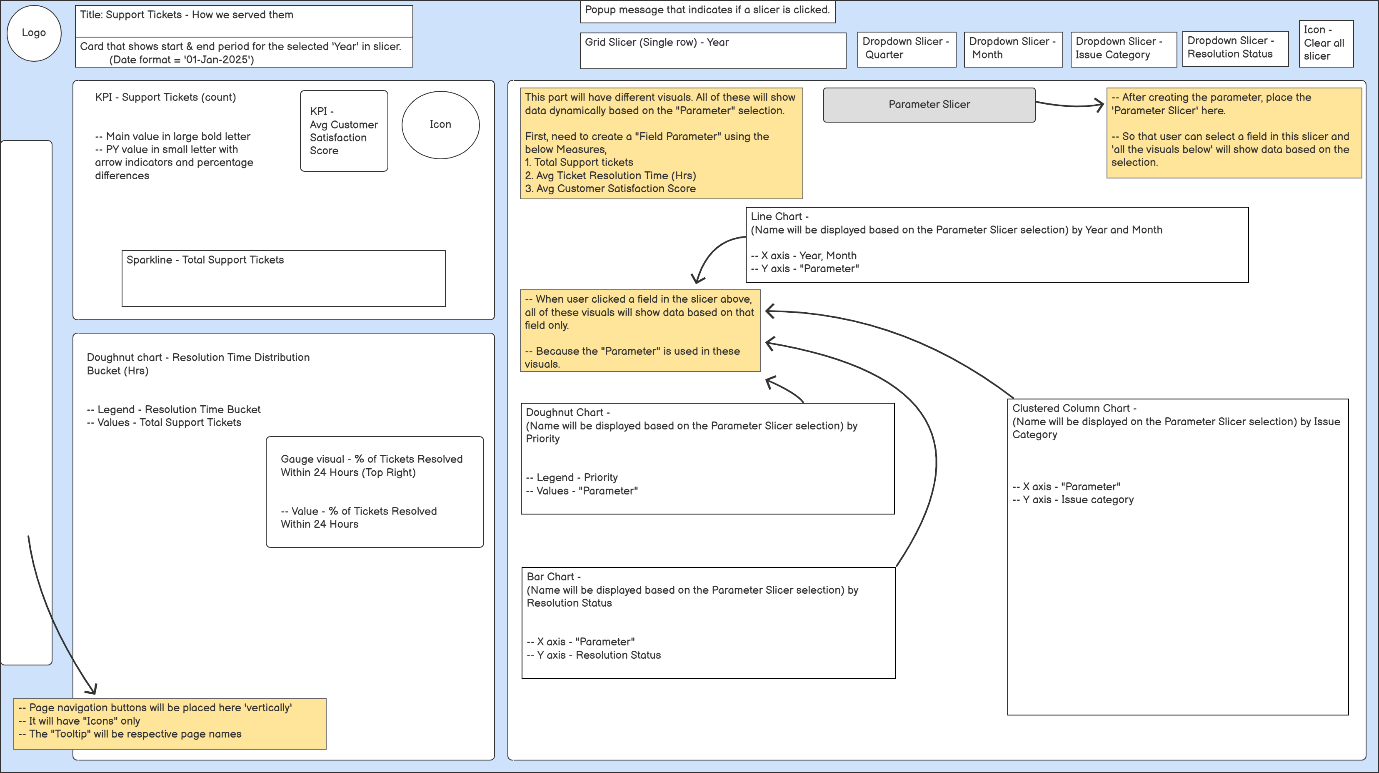 Logo
Title: Support Tickets - How we served them
Card that shows start & end period for the selected 'Year' in slicer.
(Date format = '01-Jan-2025')
Popup message that indicates if a slicer is clicked.
Grid Slicer (Single row) - Year
Dropdown Slicer -
Quarter
Dropdown Slicer -
Month
Dropdown Slicer -
Issue Category
Dropdown Slicer -
Resolution Status
Icon -
Clear all
slicer
KPI - Support Tickets (count)
-- Main value in large bold letter
-- PY value in small letter with
arrow indicators and percentage
differences
KPI -
Avg Customer
Satisfaction
Score
Icon
Sparkline - Total Support Tickets
Doughnut chart - Resolution Time Distribution
Bucket (Hrs)
-- Legend - Resolution Time Bucket
-- Values - Total Support Tickets
Gauge visual - % of Tickets Resolved
Within 24 Hours (Top Right)
-- Value - % of Tickets Resolved
Within 24 Hours
-- Page navigation buttons will be placed here 'vertically'
-- It will have "Icons" only
-- The "Tooltip" will be respective page names
This part will have different visuals. All of these will show
data dynamically based on the "Parameter" selection.
First, need to create a "Field Parameter" using the
below Measures,
1. Total Support tickets
2. Avg Ticket Resolution Time (Hrs)
3. Avg Customer Satisfaction Score
Parameter Slicer
-- After creating the parameter, place the
'Parameter Slicer' here.
-- So that user can select a field in this slicer and
'all the visuals below' will show data based on the
selection.
Line Chart -
(Name will be displayed based on the Parameter Slicer selection) by Year and Month
-- X axis - Year, Month
-- Y axis - "Parameter"
-- When user clicked a field in the slicer above,
all of these visuals will show data based on that
field only.
-- Because the "Parameter" is used in these
visuals.
Doughnut Chart -
(Name will be displayed based on the Parameter Slicer selection) by
Priority
-- Legend - Priority
-- Values - "Parameter"
Clustered Column Chart -
(Name will be displayed on the Parameter Slicer selection) by Issue
Category
-- X axis - "Parameter"
-- Y axis - Issue category
Bar Chart -
(Name will be displayed based on the Parameter Slicer selection) by
Resolution Status
-- X axis - "Parameter"
-- Y axis - Resolution Status